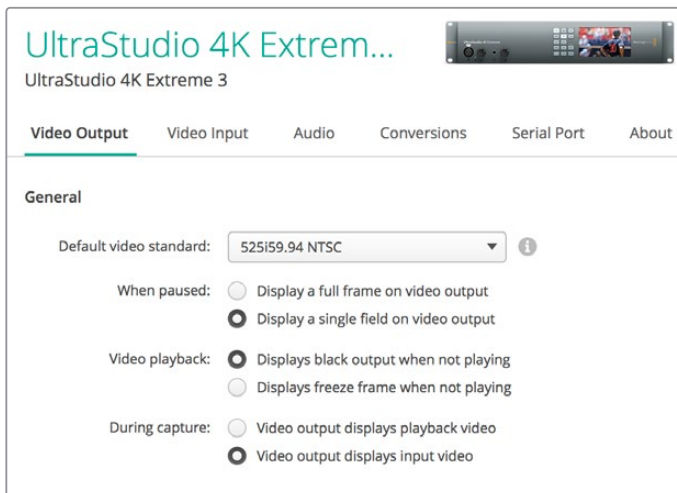 UltraStudio 4K Extrem...
UltraStudio 4K Extreme 3
Video Output Video Input Audio Conversions Serial Port About
General
Default video standard: 525i59.94 NTSC
When paused: Display a full frame on video output
Display a single field on video output
Video playback: Displays black output when not playing
Displays freeze frame when not playing
During capture: Video output displays playback video
Video output displays input video